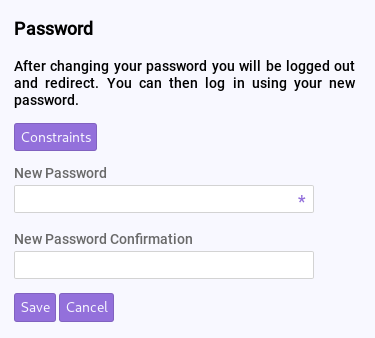 Password
After changing your password you will be logged out
and redirect. You can then log in using your new
password.
Constraints
New Password
*
New Password Confirmation
Save Cancel